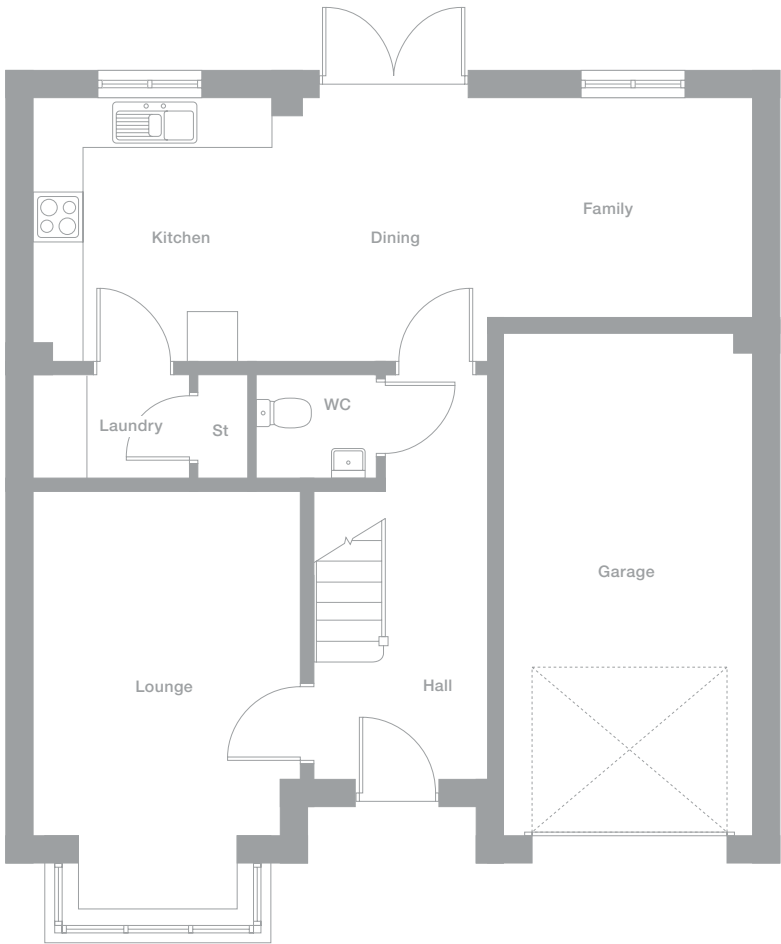 Family
Kitchen
Dining
WC
Laundry
St
Garage
Lounge
Hall